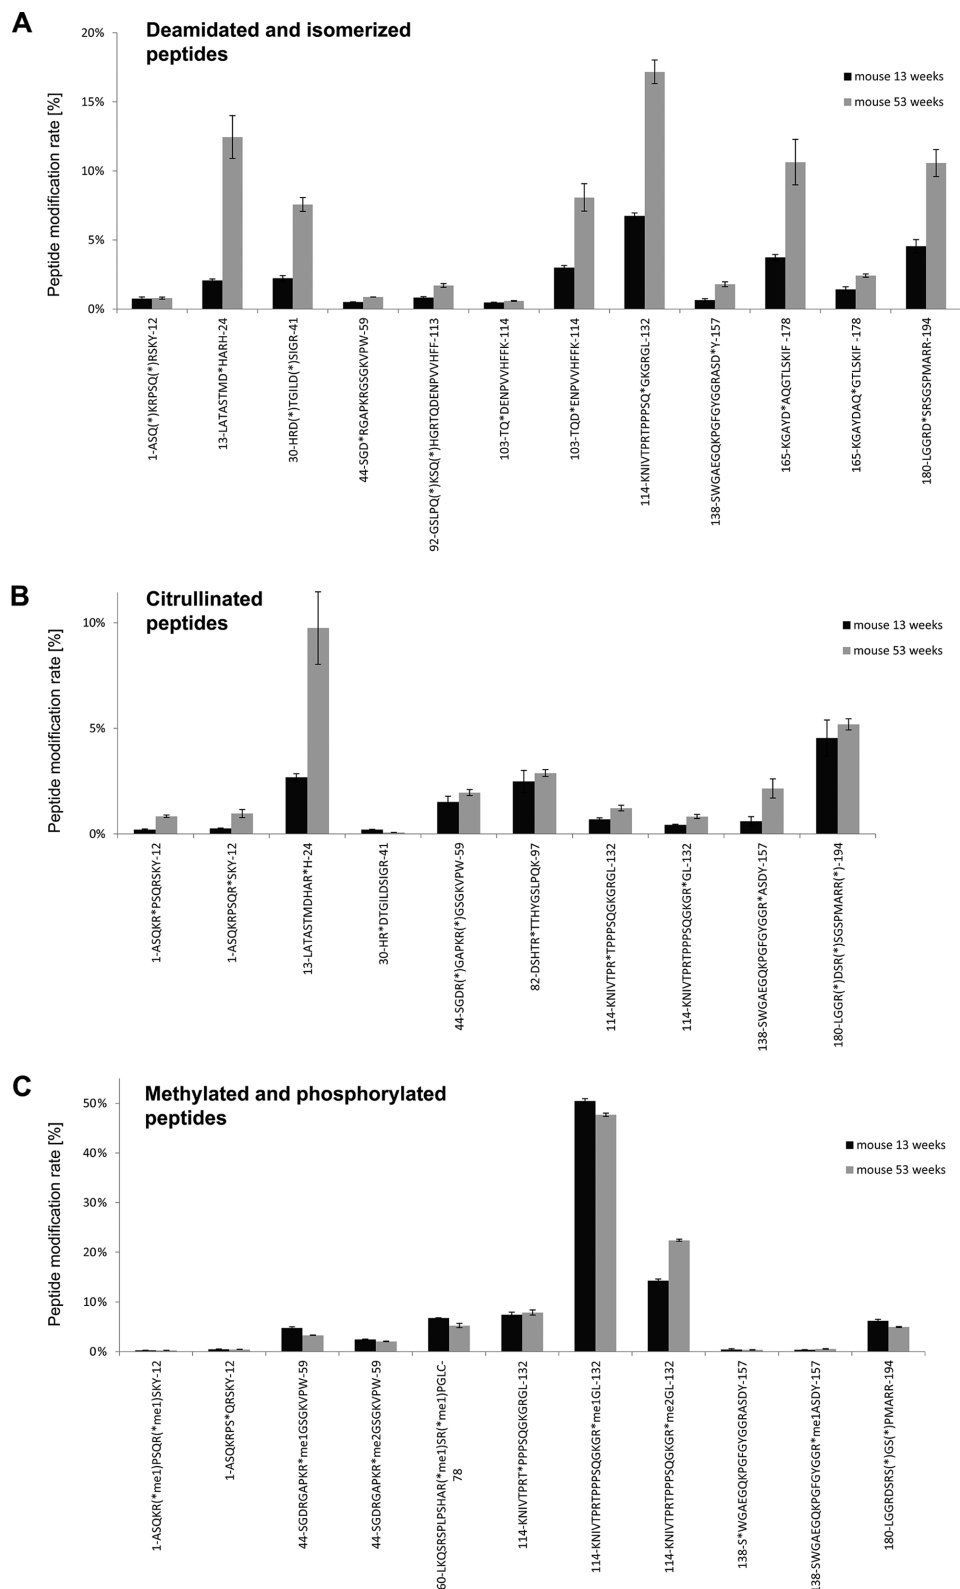 A
Deamidated and isomerized
peptides
Peptide modification rate [%]
20%
15%
10%
5%
0%
mouse 13 weeks
mouse 53 weeks
1-ASQ(*)KRPSQ(*)RSKY-12
13-LATASTMD*HARH-24
30-HRD(*)TGILD(*)SIGR-41
44-SGD*RGAPKRGSGKVPW-59
92-GSLPQ(*)KSQ(*)HGRTQDENPVVHFF-113
103-TQ*DENPVVHFFK-114
103-TQD*ENPVVHFFK-114
114-KNIVTPRTPPPSQ*GKGRGL-132
138-SWGAEGQKPGFGYGGRASD*Y-157
165-KGAYD*AQGTLSKIF -178
165-KGAYDAQ*GTLSKIF -178
180-LGGRD*SRSGSPMARR-194
B
Citrullinated
peptides
Peptide modification rate [%]
10%
5%
0%
mouse 13 weeks
mouse 53 weeks
1-ASQKR*PSQRSKY-12
1-ASQKRPSQR*SKY-12
13-LATASTMDHAR*H-24
30-HR*DTGILDSIGR-41
44-SGDR(*)GAPKR(*)GSGKVPW-59
82-DSHTR*TTHYGSLPQK-97
114-KNIVTPR*TPPPSQGKGRGL-132
114-KNIVTPRTPPPSQGKGR*GL-132
138-SWGAEGQKPGFGYGGR*ASDY-157
180-LGGR(*)DSR(*)SGSPMARR(*)-194
C
Methylated and phosphorylated
peptides
Peptide modification rate [%]
50%
40%
30%
20%
10%
0%
mouse 13 weeks
mouse 53 weeks
1-ASQKR(*me1)PSQR(*me1)SKY-12
1-ASQKRPS*QRSKY-12
44-SGDRGAPKR*me1GSGKVPW-59
44-SGDRGAPKR*me2GSGKVPW-59
60-LKQSRSPLPSHAR(*me1)SR(*me1)PGLC-
78
114-KNIVTPRT*PPPSQGKGRGL-132
114-KNIVTPRTPPPSQGKGR*me1GL-132
114-KNIVTPRTPPPSQGKGR*me2GL-132
138-S*WGAEGQKPGFGYGGRASDY-157
138-SWGAEGQKPGFGYGGR*me1ASDY-157
180-LGGRDSRS(*)GS(*)PMARR-194